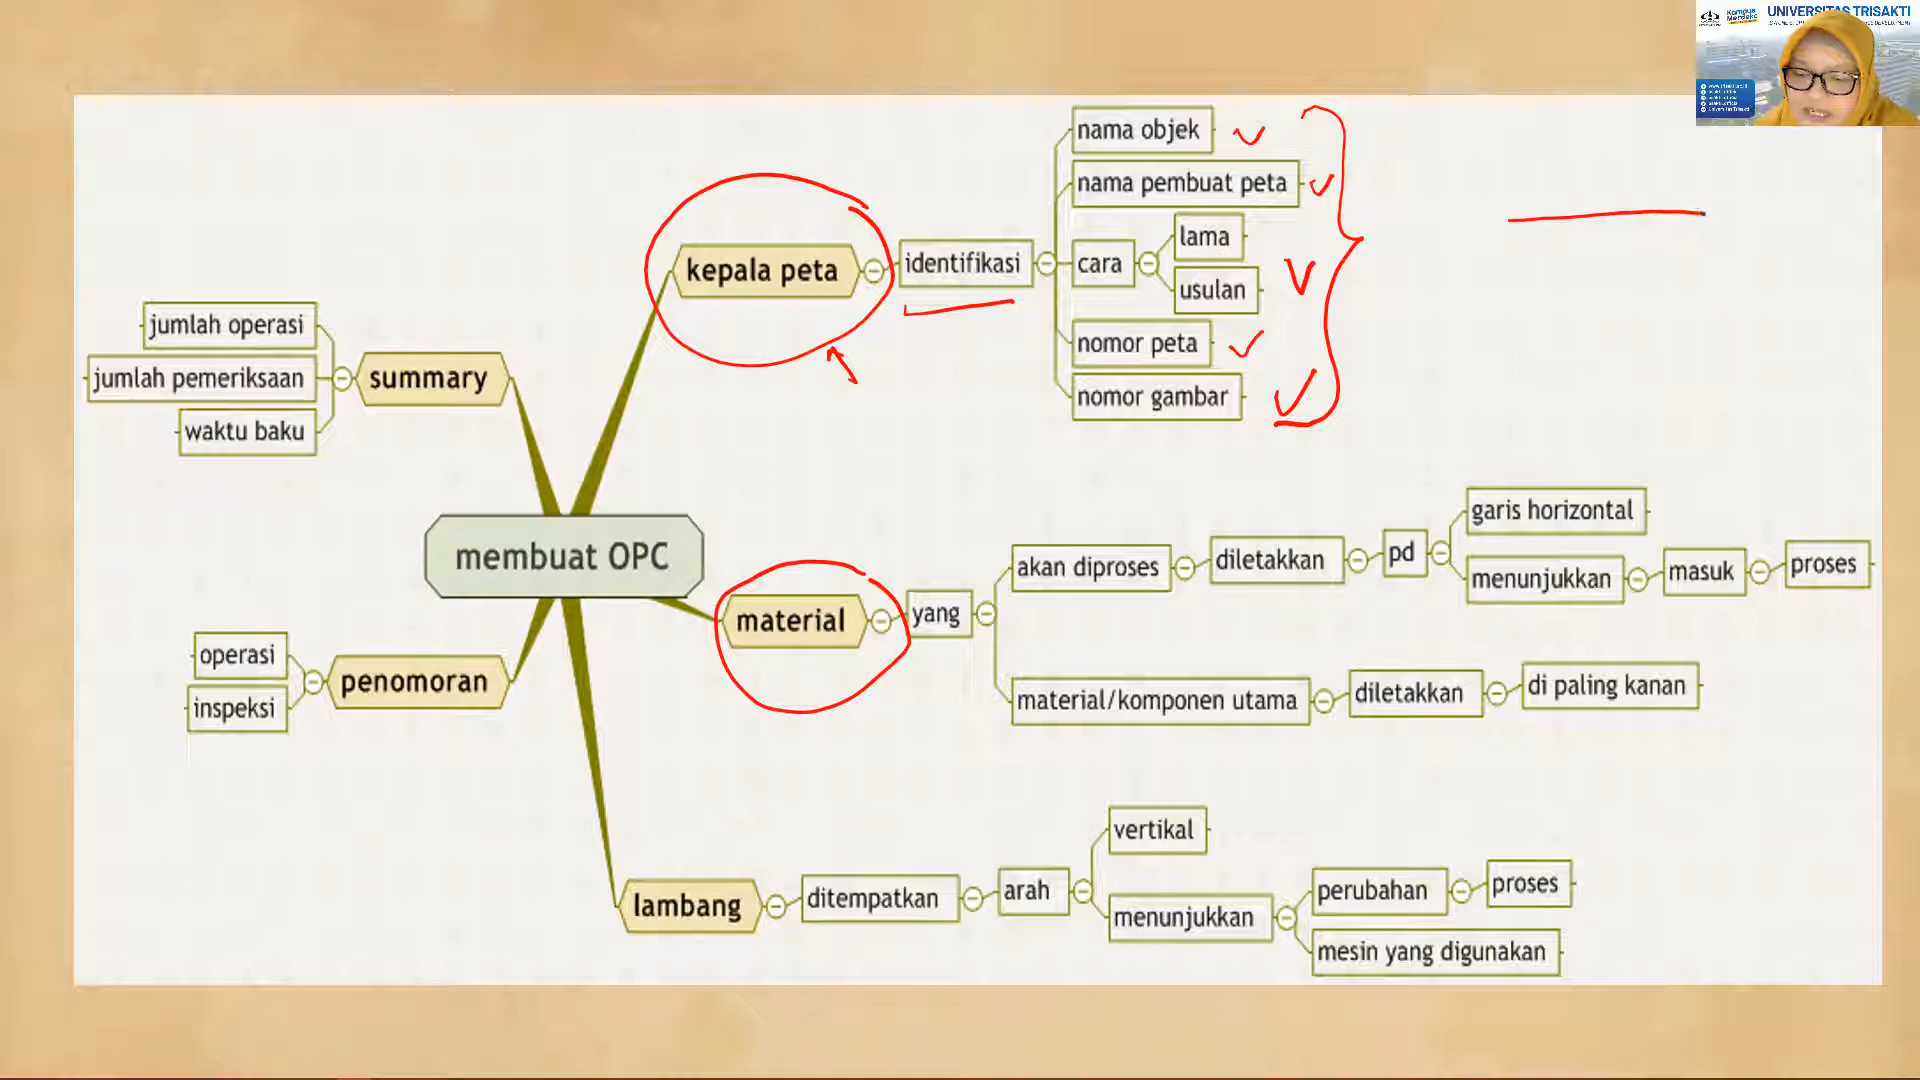 UNIVERSITAS TRISAKTI
Kampus
Merdeka
nama objek
nama pembuat peta
lama
kepala peta
identifikasi
cara
usulan
nomor peta
nomor gambar
jumlah operasi
jumlah pemeriksaan
summary
waktu baku
membuat OPC
garis horizontal
akan diproses
diletakkan
pd
menunjukkan
masuk
proses
material
yang
material/komponen utama
diletakkan
di paling kanan
operasi
penomoran
inspeksi
vertikal
lambang
ditempatkan
arah
menunjukkan
perubahan
proses
mesin yang digunakan